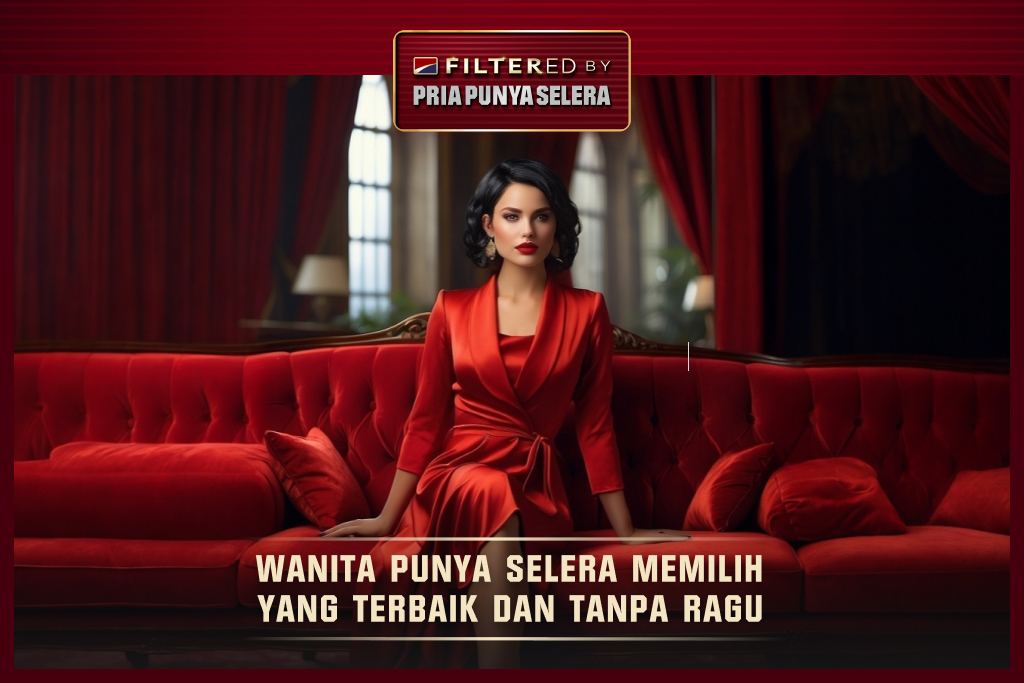 FILTERED BY
PRIA PUNYA SELERA
WANITA PUNYA SELERA MEMILIH
YANG TERBAIK DAN TANPA RAGU